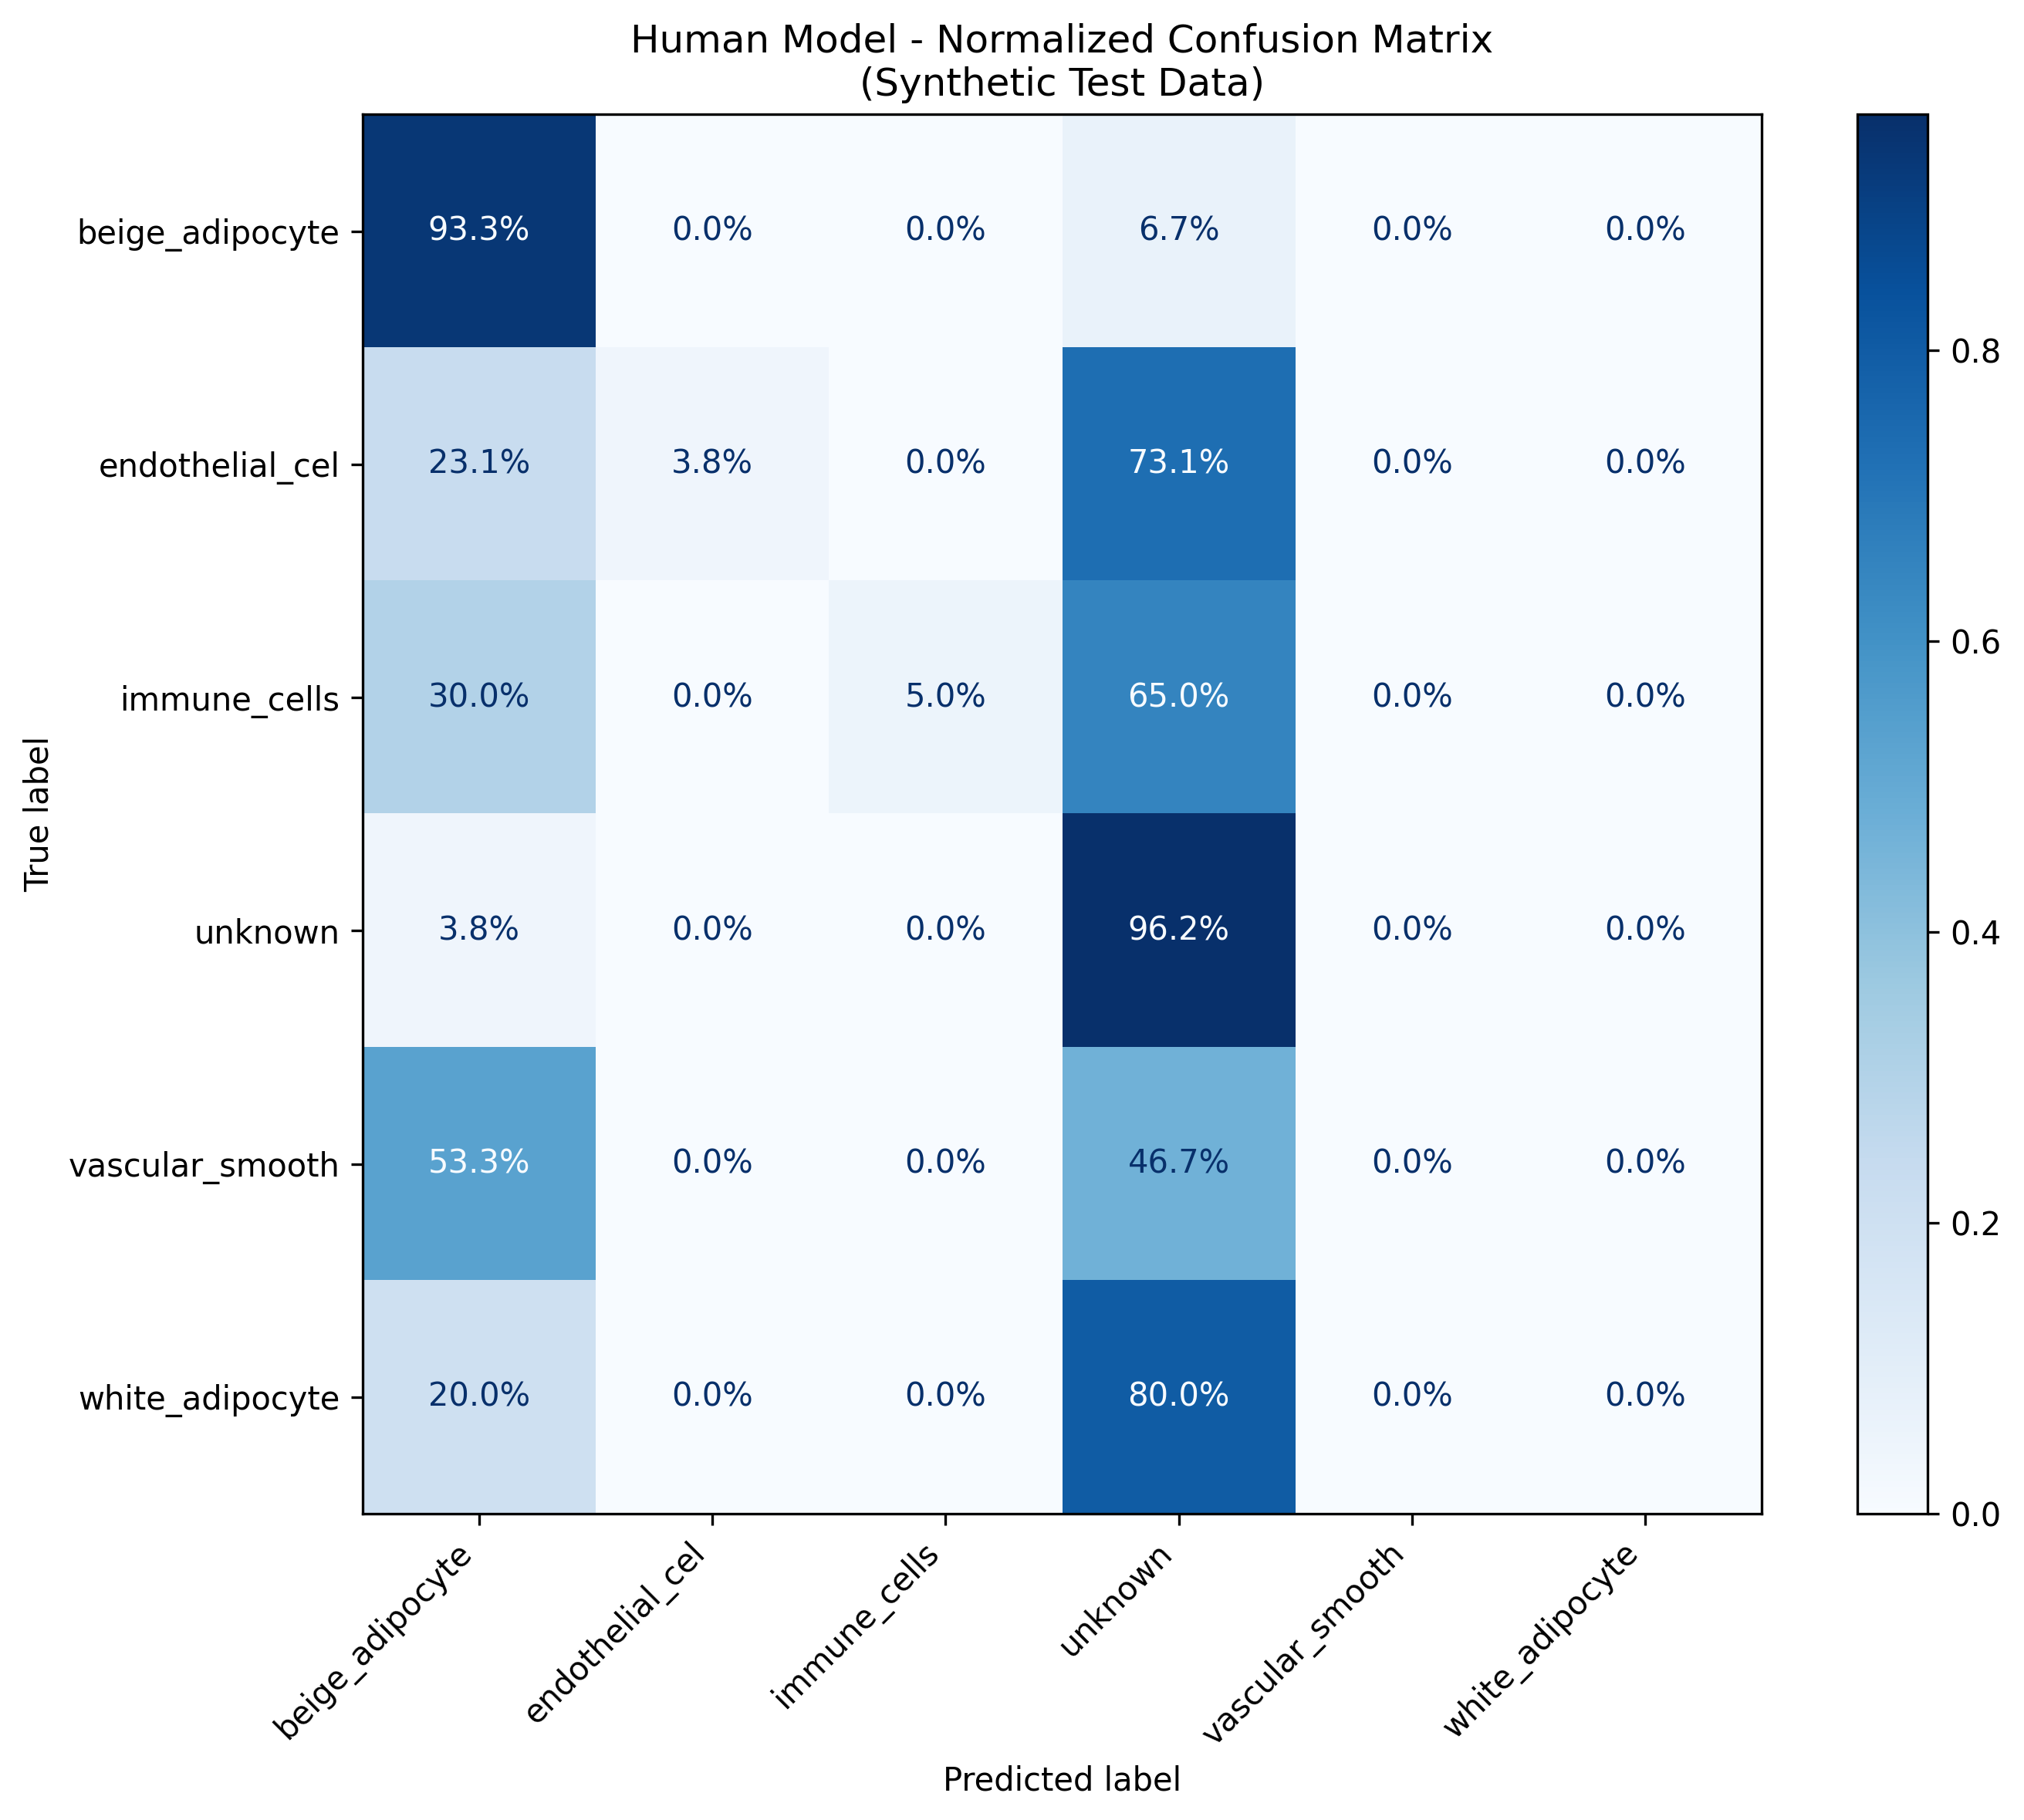 Human Model - Normalized Confusion Matrix
(Synthetic Test Data)
True label
beige_adipocyte 93.3% 0.0% 0.0% 6.7% 0.0% 0.0%
endothelial_cel 23.1% 3.8% 0.0% 73.1% 0.0% 0.0%
immune_cells 30.0% 0.0% 5.0% 65.0% 0.0% 0.0%
unknown 3.8% 0.0% 0.0% 96.2% 0.0% 0.0%
vascular_smooth 53.3% 0.0% 0.0% 46.7% 0.0% 0.0%
white_adipocyte 20.0% 0.0% 0.0% 80.0% 0.0% 0.0%
beige_adipocyte
endothelial_cel
immune_cells
unknown
vascular_smooth
white_adipocyte
Predicted label
0.8
0.6
0.4
0.2
0.0